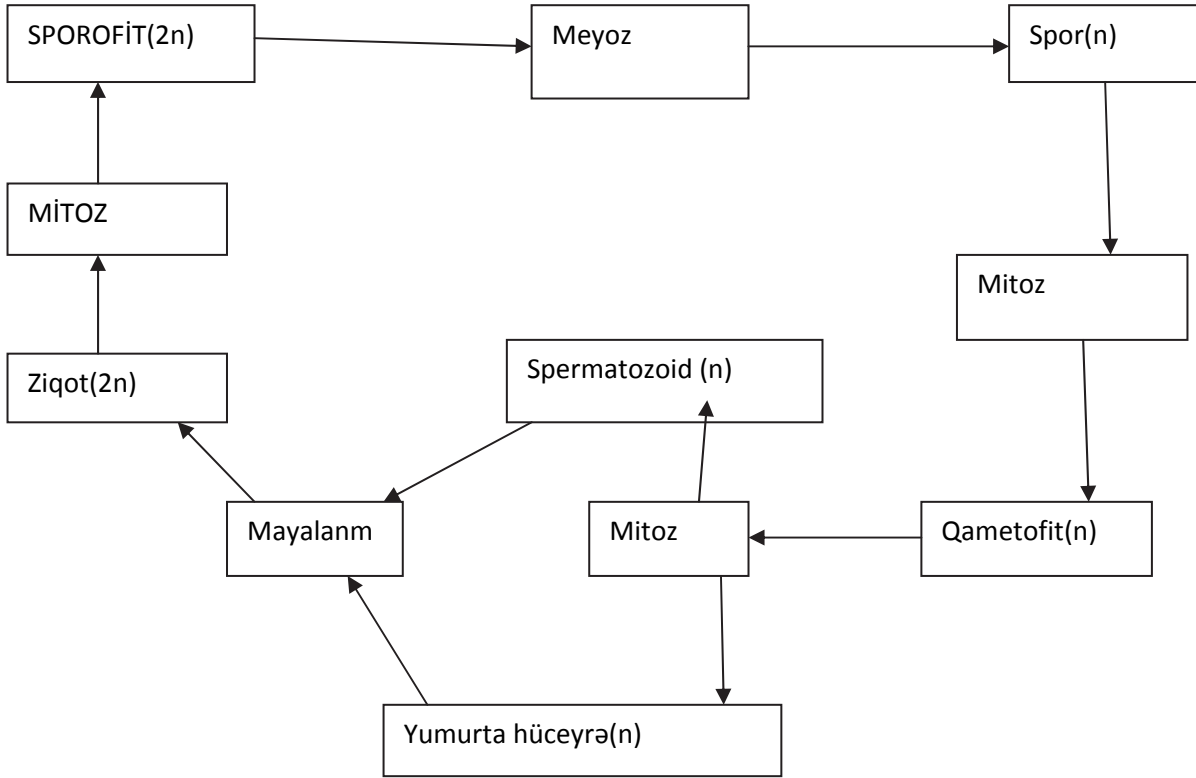 SPOROFİT(2n)
Meyoz
Spor(n)
MİTOZ
Mitoz
Ziqot(2n)
Spermatozoid (n)
Mayalanm
Mitoz
Qametofit(n)
Yumurta hüceyrə(n)